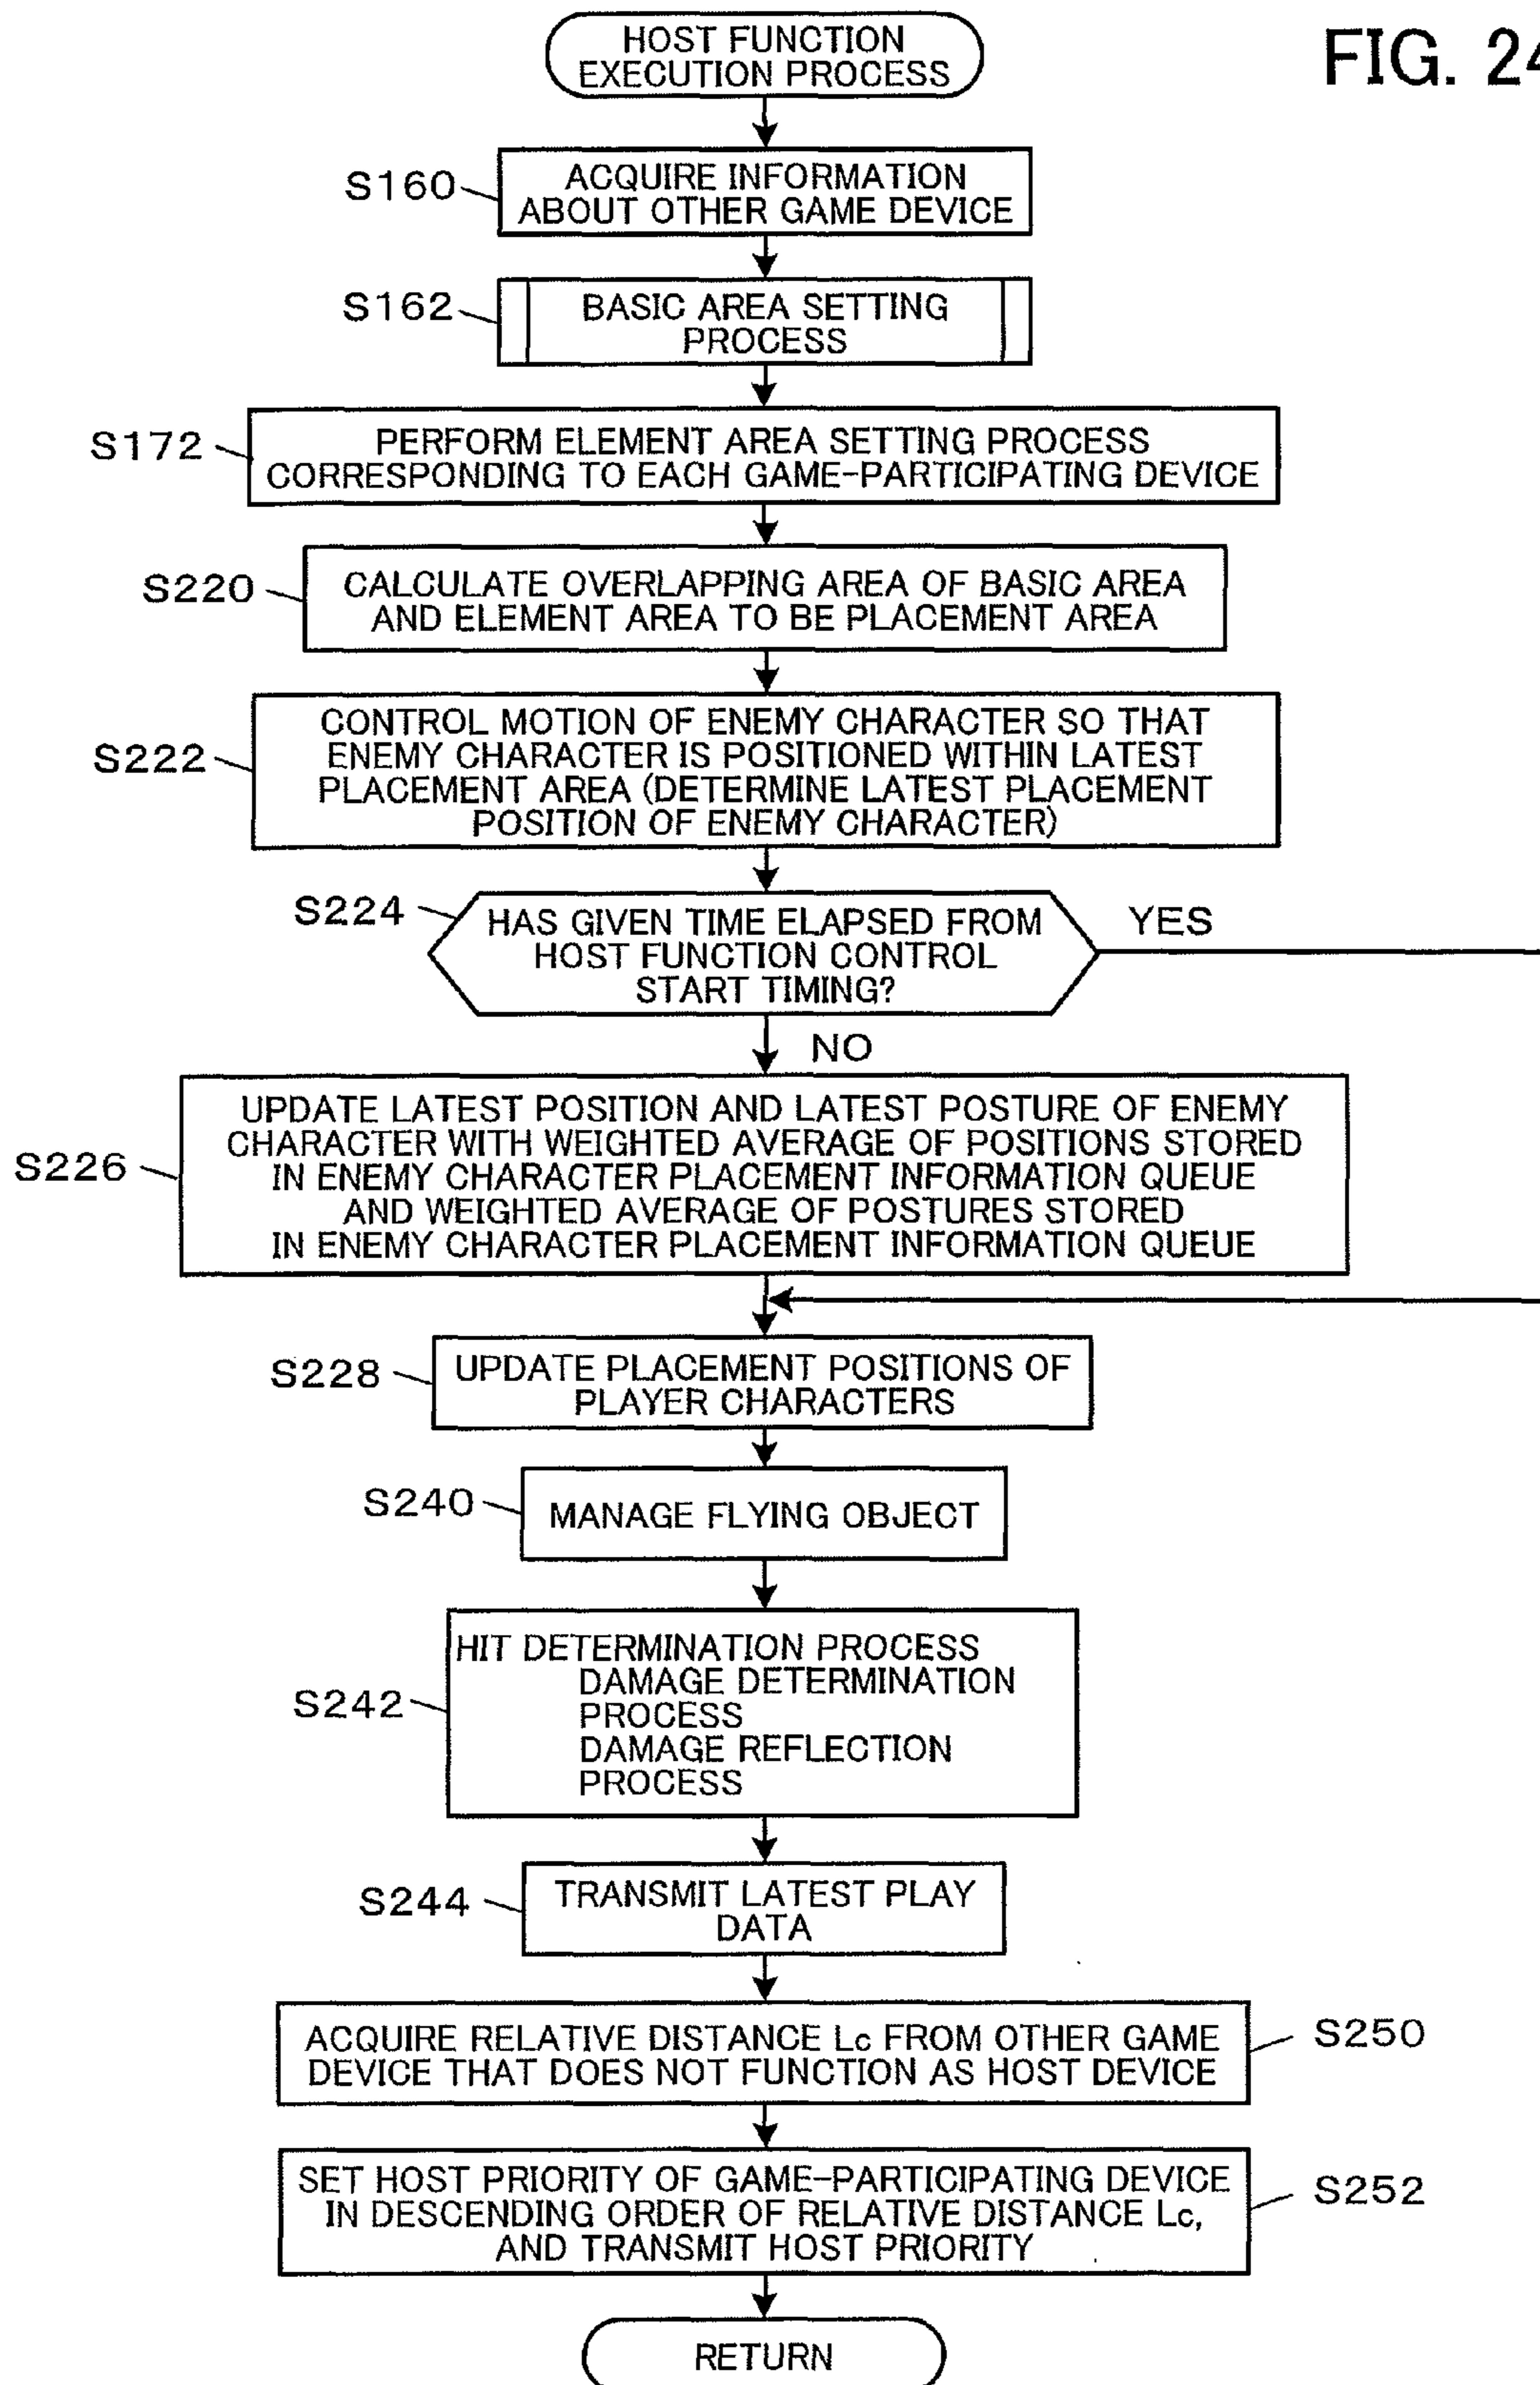 HOST FUNCTION
EXECUTION PROCESS
FIG. 24
S160
ACQUIRE INFORMATION
ABOUT OTHER GAME DEVICE
S162
BASIC AREA SETTING
PROCESS
S172
PERFORM ELEMENT AREA SETTING PROCESS
CORRESPONDING TO EACH GAME-PARTICIPATING DEVICE
S220
CALCULATE OVERLAPPING AREA OF BASIC AREA
AND ELEMENT AREA TO BE PLACEMENT AREA
S222
CONTROL MOTION OF ENEMY CHARACTER SO THAT
ENEMY CHARACTER IS POSITIONED WITHIN LATEST
PLACEMENT AREA (DETERMINE LATEST PLACEMENT
POSITION OF ENEMY CHARACTER)
S224
HAS GIVEN TIME ELAPSED FROM
HOST FUNCTION CONTROL
START TIMING?
YES
NO
S226
UPDATE LATEST POSITION AND LATEST POSTURE OF ENEMY
CHARACTER WITH WEIGHTED AVERAGE OF POSITIONS STORED
IN ENEMY CHARACTER PLACEMENT INFORMATION QUEUE
AND WEIGHTED AVERAGE OF POSTURES STORED
IN ENEMY CHARACTER PLACEMENT INFORMATION QUEUE
S228
UPDATE PLACEMENT POSITIONS OF
PLAYER CHARACTERS
S240
MANAGE FLYING OBJECT
S242
HIT DETERMINATION PROCESS
DAMAGE DETERMINATION
PROCESS
DAMAGE REFLECTION
PROCESS
S244
TRANSMIT LATEST PLAY
DATA
ACQUIRE RELATIVE DISTANCE Lc FROM OTHER GAME
DEVICE THAT DOES NOT FUNCTION AS HOST DEVICE
S250
SET HOST PRIORITY OF GAME-PARTICIPATING DEVICE
IN DESCENDING ORDER OF RELATIVE DISTANCE Lc,
AND TRANSMIT HOST PRIORITY
S252
RETURN